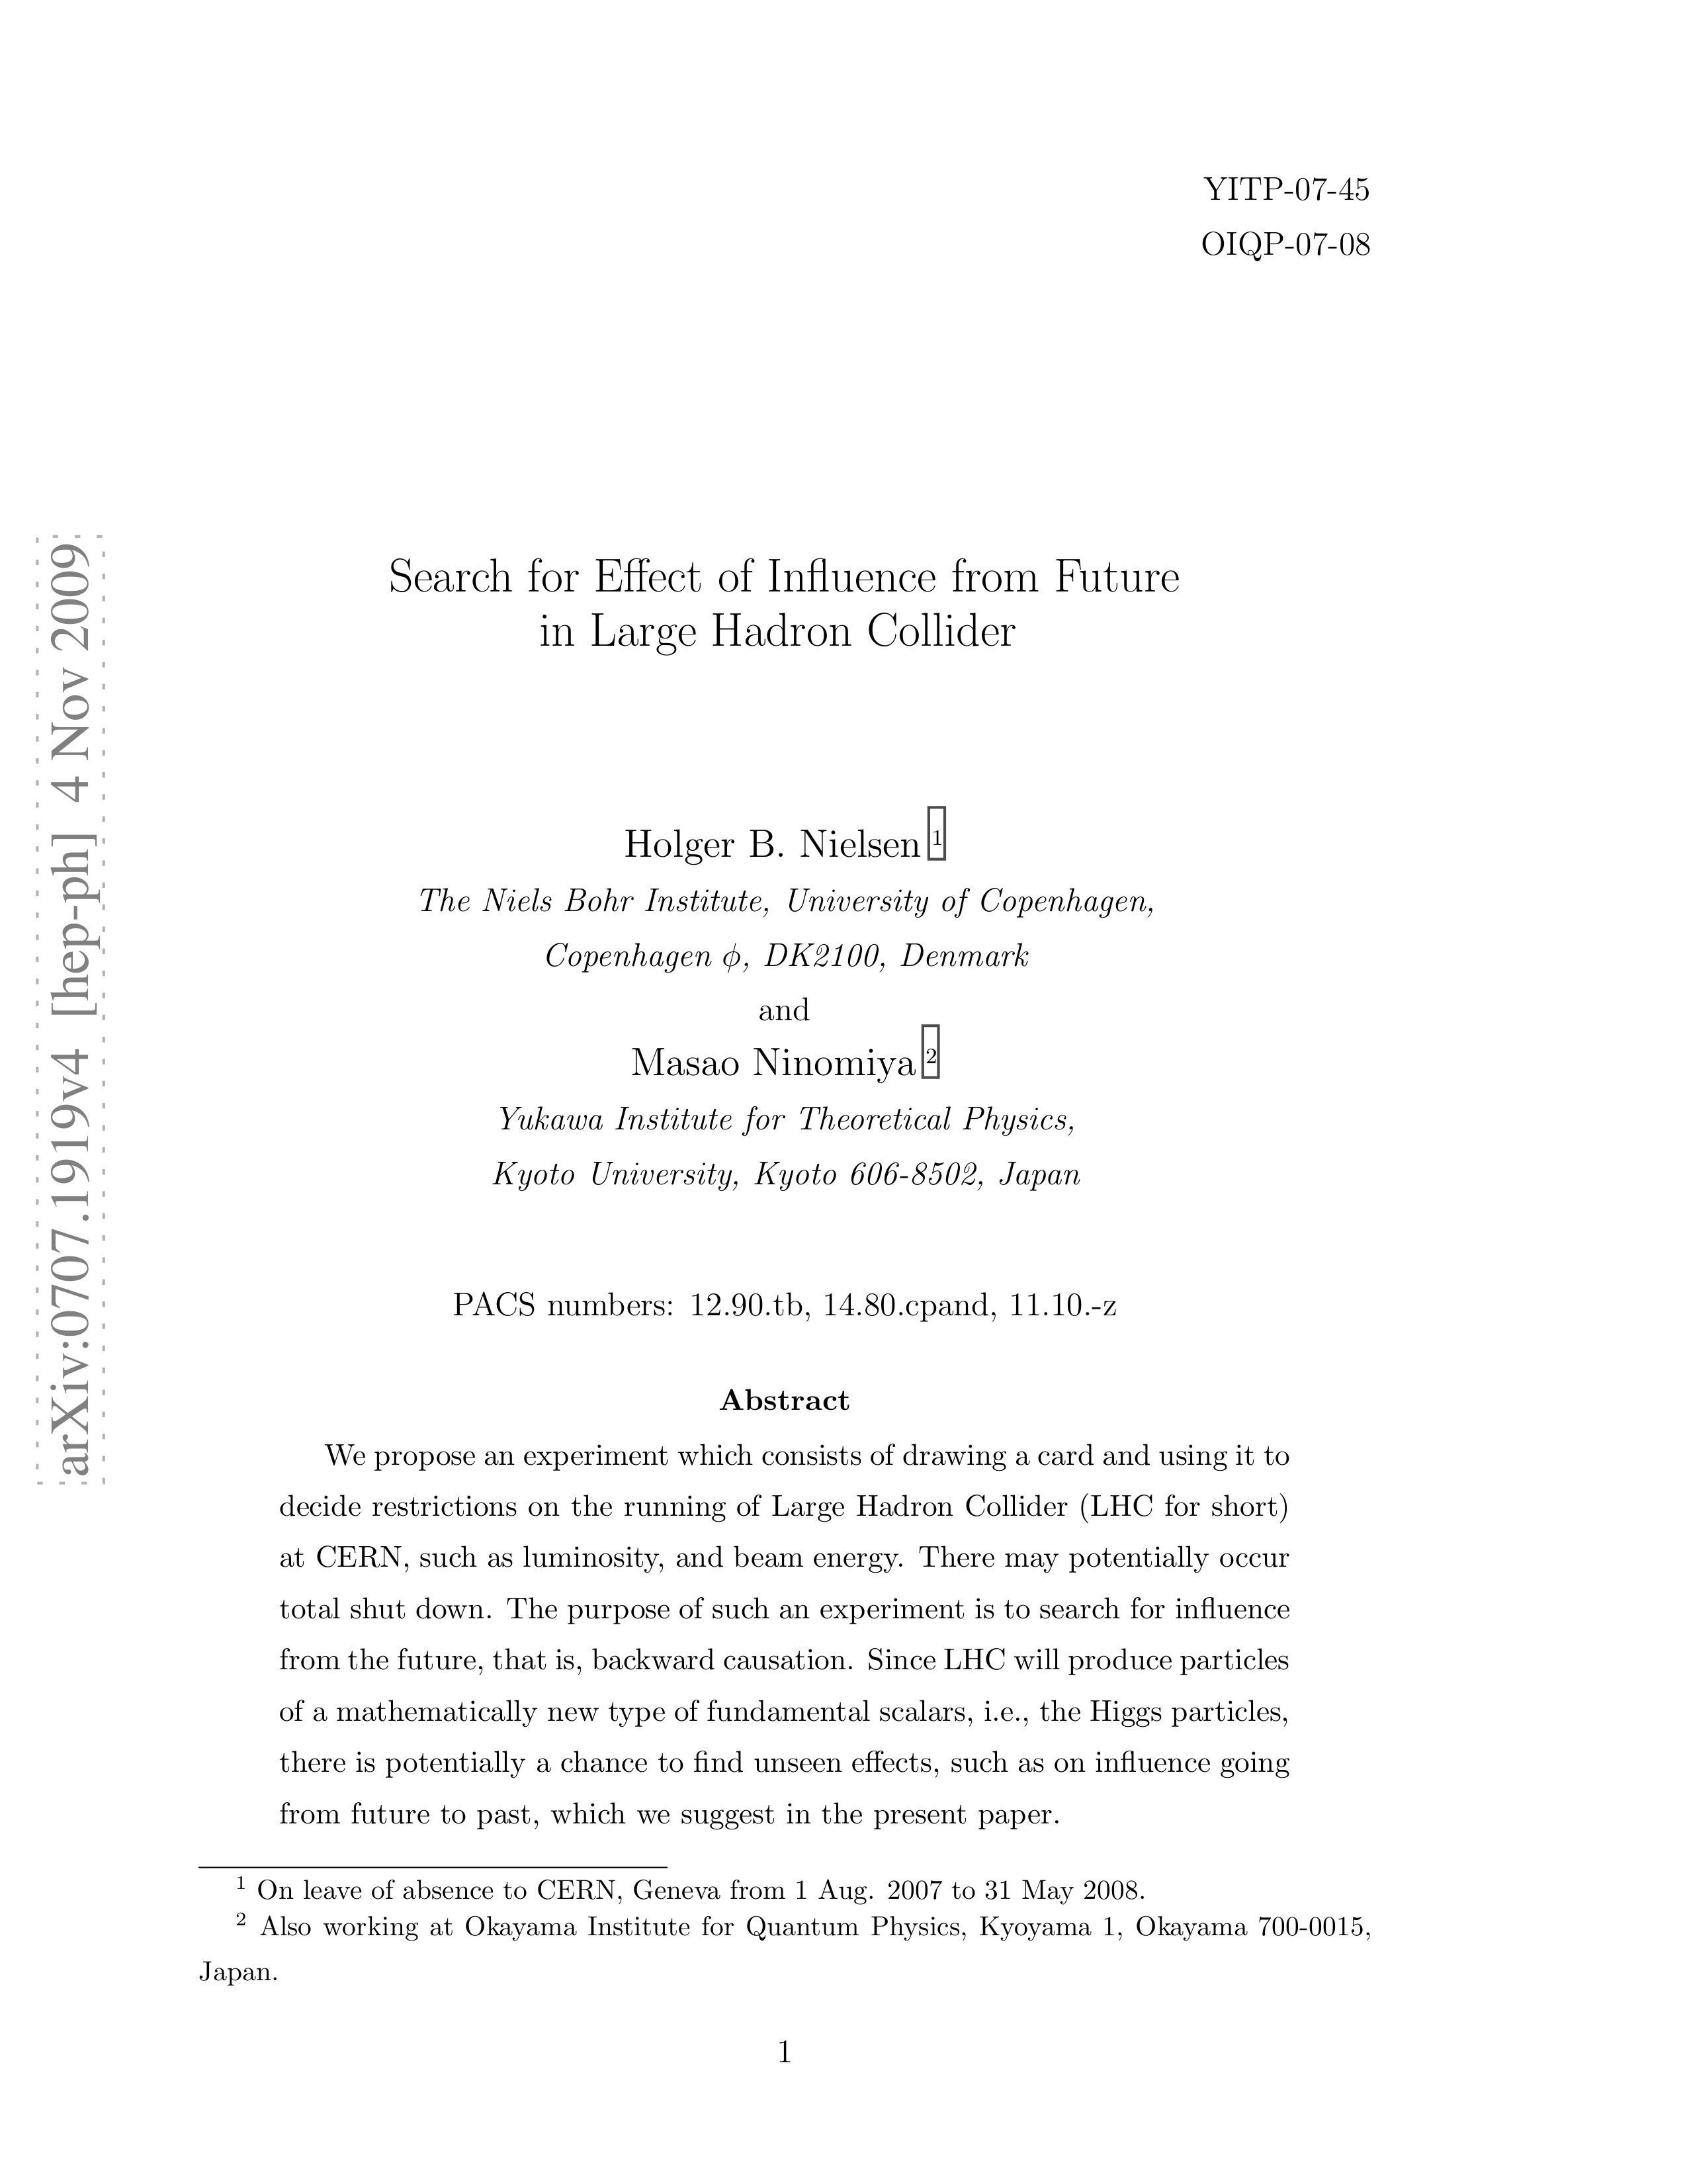 YITP-07-45
OIQP-07-08
arXiv:0707.1919v4 [hep-ph] 4 Nov 2009
Search for Effect of Influence from Future
in Large Hadron Collider
Holger B. Nielsen 1
The Niels Bohr Institute, University of Copenhagen,
Copenhagen ϕ, DK2100, Denmark
and
Masao Ninomiya 2
Yukawa Institute for Theoretical Physics,
Kyoto University, Kyoto 606-8502, Japan
PACS numbers: 12.90.tb, 14.80.cpand, 11.10.-z
Abstract
We propose an experiment which consists of drawing a card and using it to
decide restrictions on the running of Large Hadron Collider (LHC for short)
at CERN, such as luminosity, and beam energy. There may potentially occur
total shut down. The purpose of such an experiment is to search for influence
from the future, that is, backward causation. Since LHC will produce particles
of a mathematically new type of fundamental scalars, i.e., the Higgs particles,
there is potentially a chance to find unseen effects, such as on influence going
from future to past, which we suggest in the present paper.
1 On leave of absence to CERN, Geneva from 1 Aug. 2007 to 31 May 2008.
2 Also working at Okayama Institute for Quantum Physics, Kyoyama 1, Okayama 700-0015,
Japan.
1